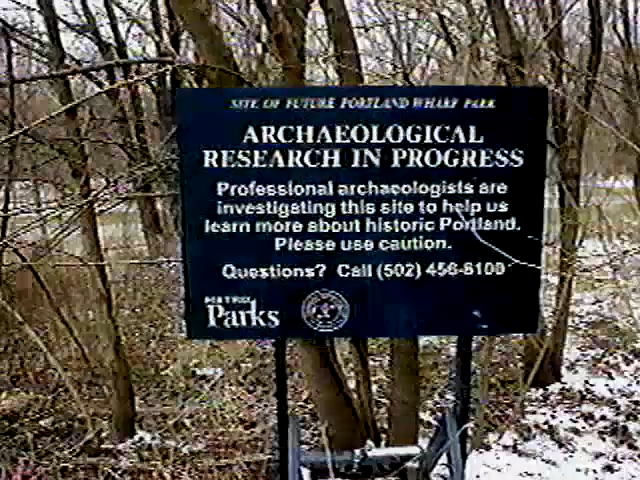 SITE OF FUTURE PORTLAND WHARF PARK
ARCHAEOLOGICAL
RESEARCH IN PROGRESS
Professional archaeologists are
investigating this site to help us
learn more about historic Portland.
Please use caution.
Questions? Call (502) 456-8100
METRO
Parks